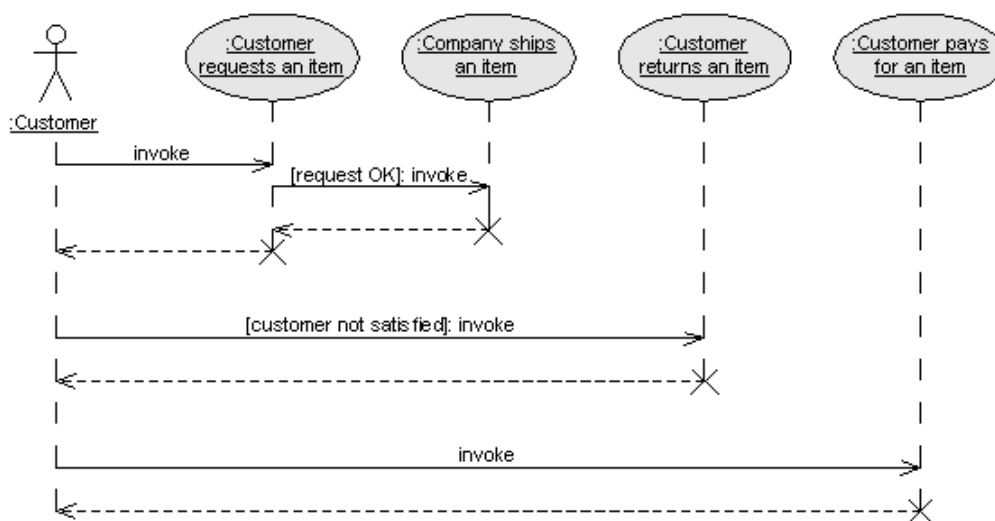 :Customer
requests an item
:Company ships
an item
:Customer
returns an item
:Customer pays
for an item
:Customer
invoke
[request OK]: invoke
[customer not satisfied]: invoke
invoke